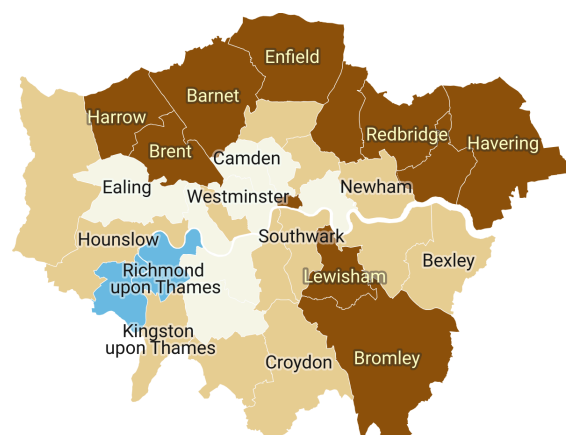 Enfield
Barnet
Harrow
Redbridge
Havering
Brent
Camden
Ealing
Westminster
Newham
Hounslow
Southwark
Bexley
Richmond
upon Thames
Lewisham
Kingston
upon Thames
Croydon
Bromley